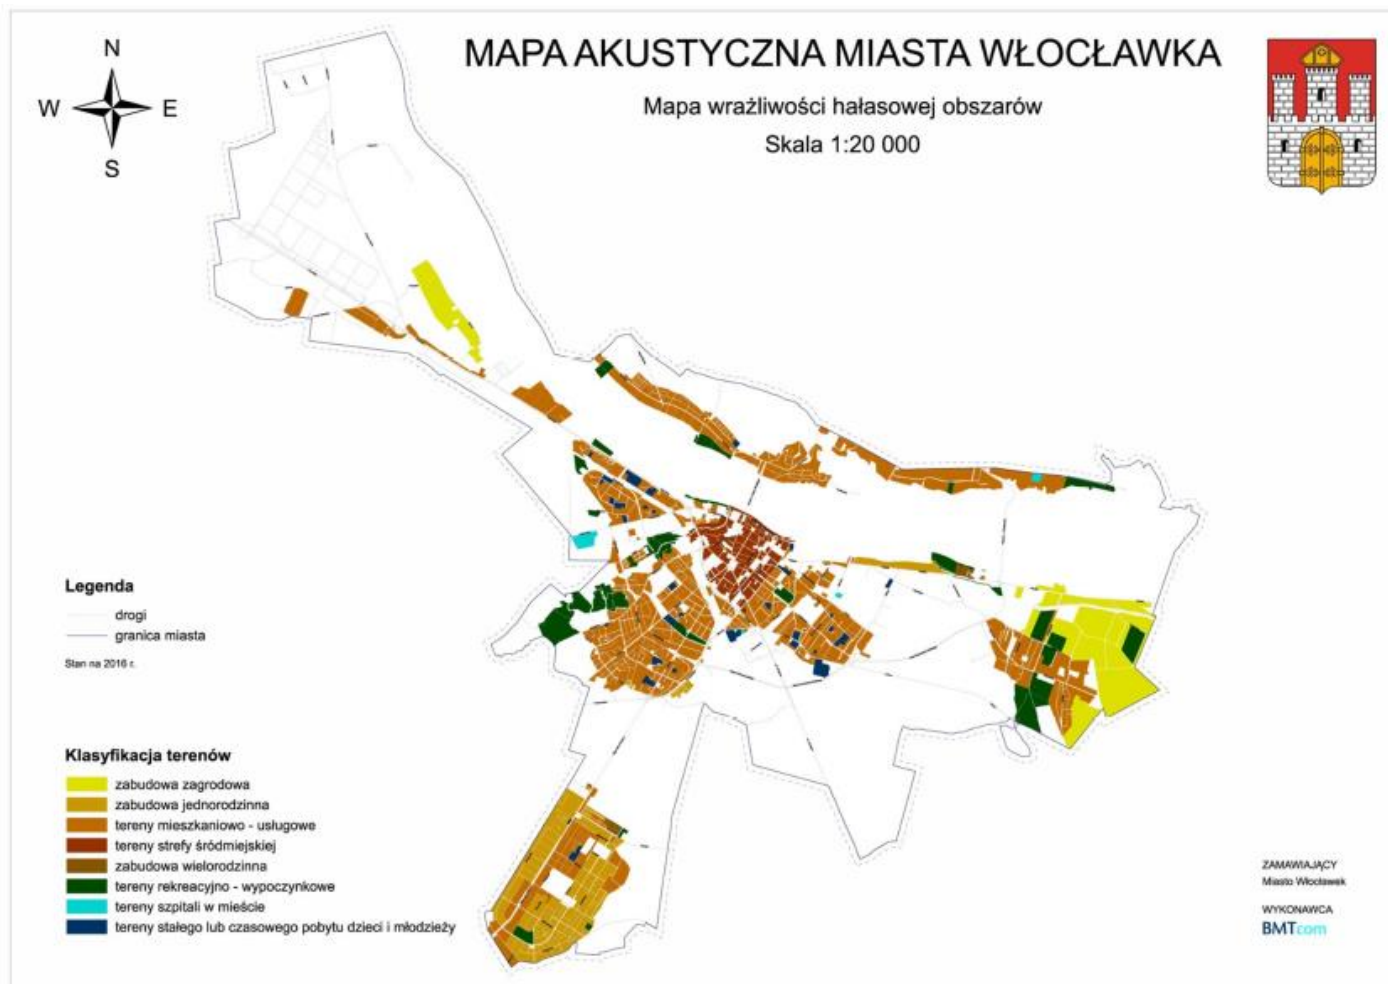 MAPA AKUSTYCZNA MIASTA WŁOCŁAWKA
Mapa wrażliwości hałasowej obszarów
Skala 1:20 000
N
W E
S
Legenda
drogi
granica miasta
Stan na 2016 r.
Klasyfikacja terenów
zabudowa zagrodowa
zabudowa jednorodzinna
tereny mieszkaniowo - usługowe
tereny strefy śródmiejskiej
zabudowa wielorodzinna
tereny rekreacyjno - wypoczynkowe
tereny szpitali w mieście
tereny stałego lub czasowego pobytu dzieci i młodzieży
ZAMAWIAJĄCY
Miasto Włocławek
WYKONAWCA
BMTcom